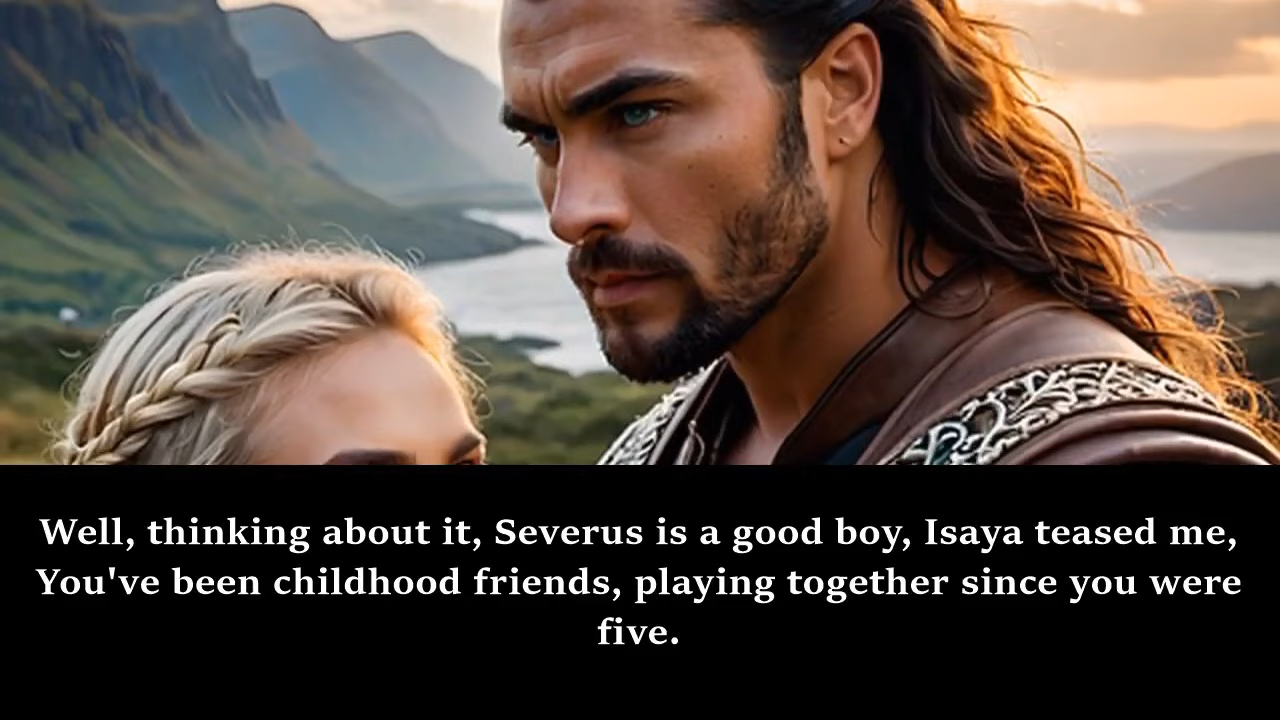 Well, thinking about it, Severus is a good boy, Isaya teased me,
You've been childhood friends, playing together since you were
five.